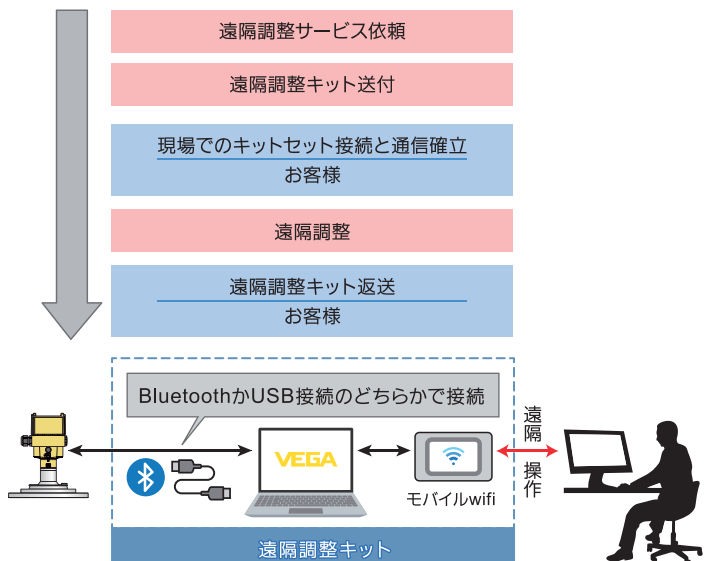 遠隔調整サービス依頼
遠隔調整キット送付
現場でのキットセット接続と通信確立
お客様
遠隔調整
遠隔調整キット返送
お客様
BluetoothかUSB接続のどちらかで接続
VEGA
モバイルwifi
遠隔
操作
遠隔調整キット